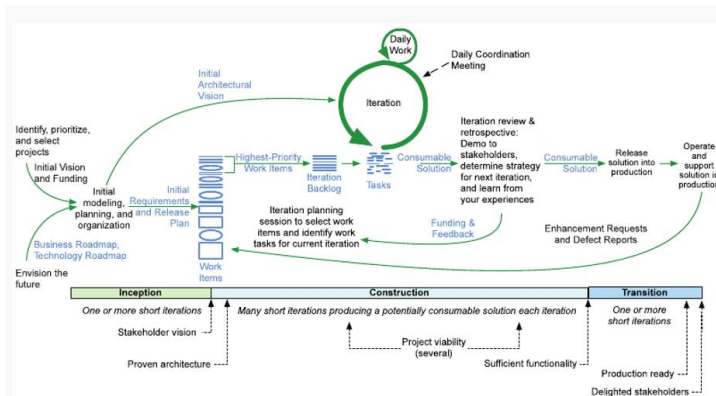 Daily
Work
Daily Coordination
Meeting
Initial
Architectural
Vision
Iteration
Identify, prioritize,
and select
projects
Initial Vision
and Funding
Initial
modeling,
planning, and
organization
Initial
Requirements
and Release
Plan
Business Roadmap,
Technology Roadmap
Envision the
future
Highest-Priority
Work Items
Iteration
Backlog
Tasks
Work
Items
Consumable
Solution
Iteration review &
retrospective:
Demo to
stakeholders,
determine strategy
for next iteration,
and learn from
your experiences
Consumable
Solution
Release
solution into
production
Operate
and
support
solution in
production
Iteration planning
session to select work
items and identify work
tasks for current iteration
Funding &
Feedback
Enhancement Requests
and Defect Reports
Inception
Construction
Transition
One or more short iterations
Many short iterations producing a potentially consumable solution each iteration
One or more
short iterations
Stakeholder vision
Proven architecture
Project viability
(several)
Sufficient functionality
Production ready
Delighted stakeholders